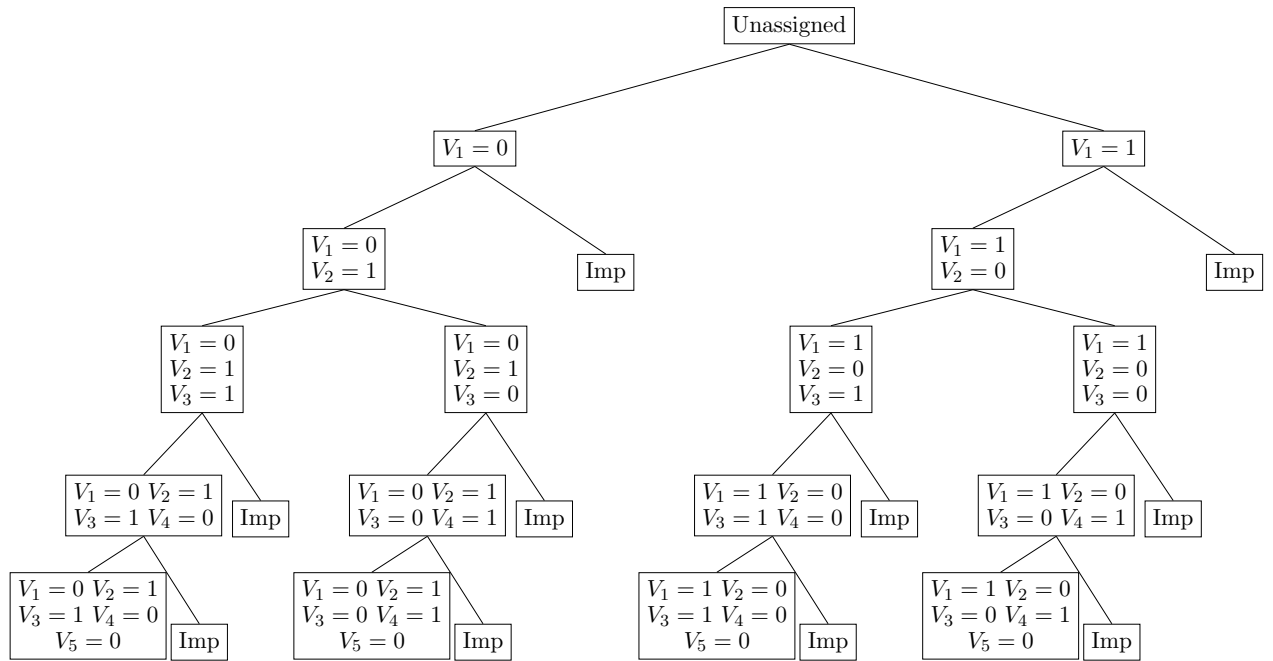 Unassigned
V₁ = 0
V₁ = 1
V₁ = 0
V₂ = 1
Imp
V₁ = 1
V₂ = 0
Imp
V₁ = 0
V₂ = 1
V₃ = 1
V₁ = 0
V₂ = 1
V₃ = 0
V₁ = 1
V₂ = 0
V₃ = 1
V₁ = 1
V₂ = 0
V₃ = 0
V₁ = 0 V₂ = 1
V₃ = 1 V₄ = 0
Imp
V₁ = 0 V₂ = 1
V₃ = 0 V₄ = 1
Imp
V₁ = 1 V₂ = 0
V₃ = 1 V₄ = 0
Imp
V₁ = 1 V₂ = 0
V₃ = 0 V₄ = 1
Imp
V₁ = 0 V₂ = 1
V₃ = 1 V₄ = 0
V₅ = 0
Imp
V₁ = 0 V₂ = 1
V₃ = 0 V₄ = 1
V₅ = 0
Imp
V₁ = 1 V₂ = 0
V₃ = 1 V₄ = 0
V₅ = 0
Imp
V₁ = 1 V₂ = 0
V₃ = 0 V₄ = 1
V₅ = 0
Imp